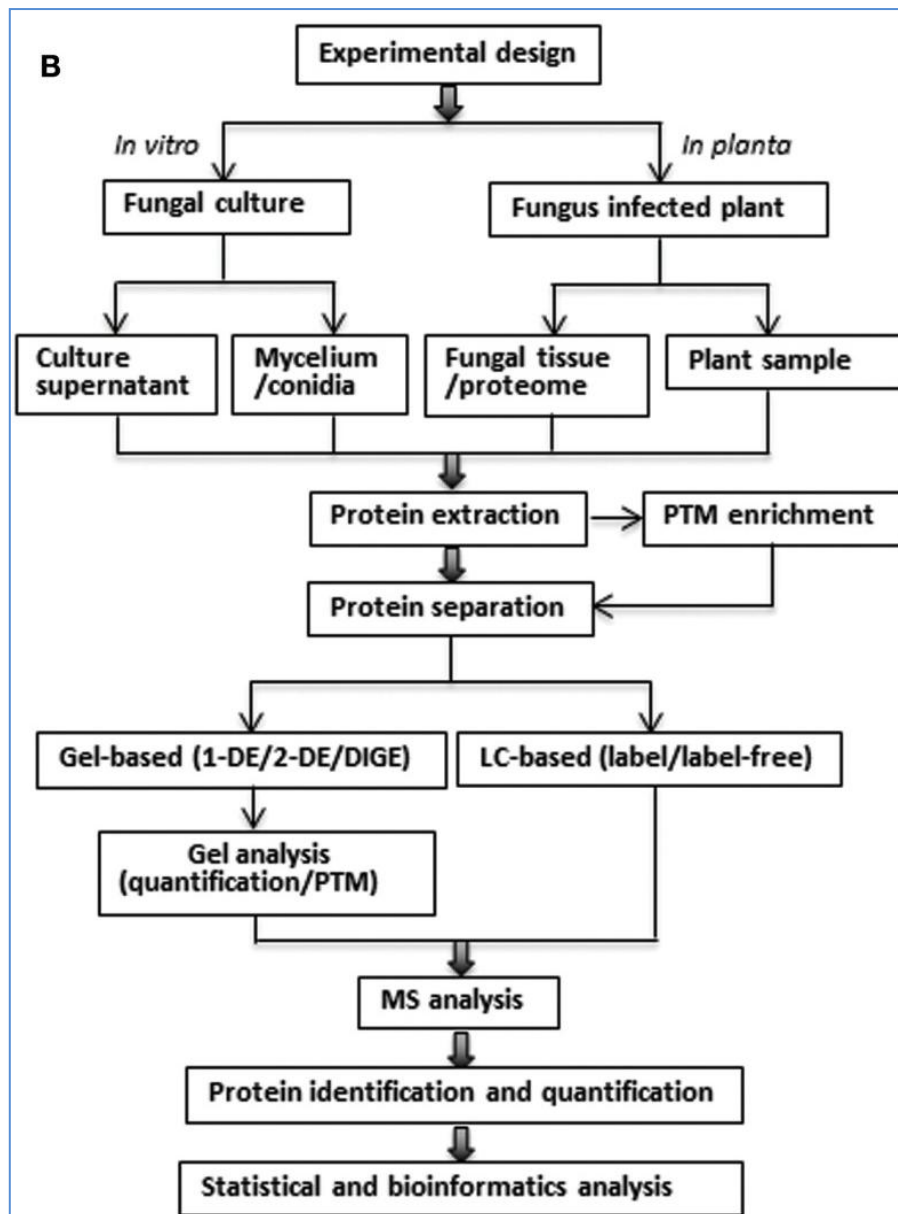 B
Experimental design
In vitro
In planta
Fungal culture
Fungus infected plant
Culture
supernatant
Mycelium
/conidia
Fungal tissue
/proteome
Plant sample
Protein extraction
PTM enrichment
Protein separation
Gel-based (1-DE/2-DE/DIGE)
LC-based (label/label-free)
Gel analysis
(quantification/PTM)
MS analysis
Protein identification and quantification
Statistical and bioinformatics analysis